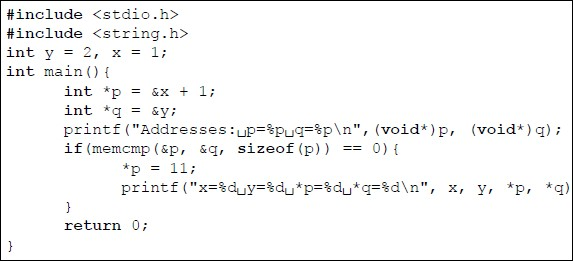 #include <stdio.h>
#include <string.h>
int y = 2, x = 1;
int main(){
int *p = &x + 1;
int *q = &y;
printf("Addresses:␣p=%p␣q=%p\n",(void*)p, (void*)q);
if(memcmp(&p, &q, sizeof(p)) == 0){
*p = 11;
printf("x=%d␣y=%d␣*p=%d␣*q=%d\n", x, y, *p, *q)
}
return 0;
}